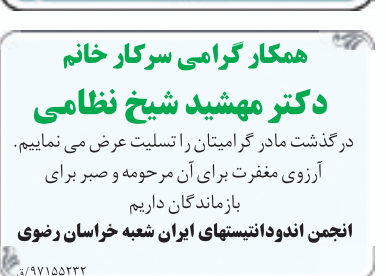 همکار گرامی سرکار خانم
دکتر مهشید شیخ نظامی
درگذشت مادر گرامیتان را تسلیت عرض می نماییم.
آرزوی مغفرت برای آن مرحومه و صبر برای
بازماندگان داریم
انجمن اندودانتیستهای ایران شعبه خراسان رضوی
۹۷۱۵۵۲۳۲/ق